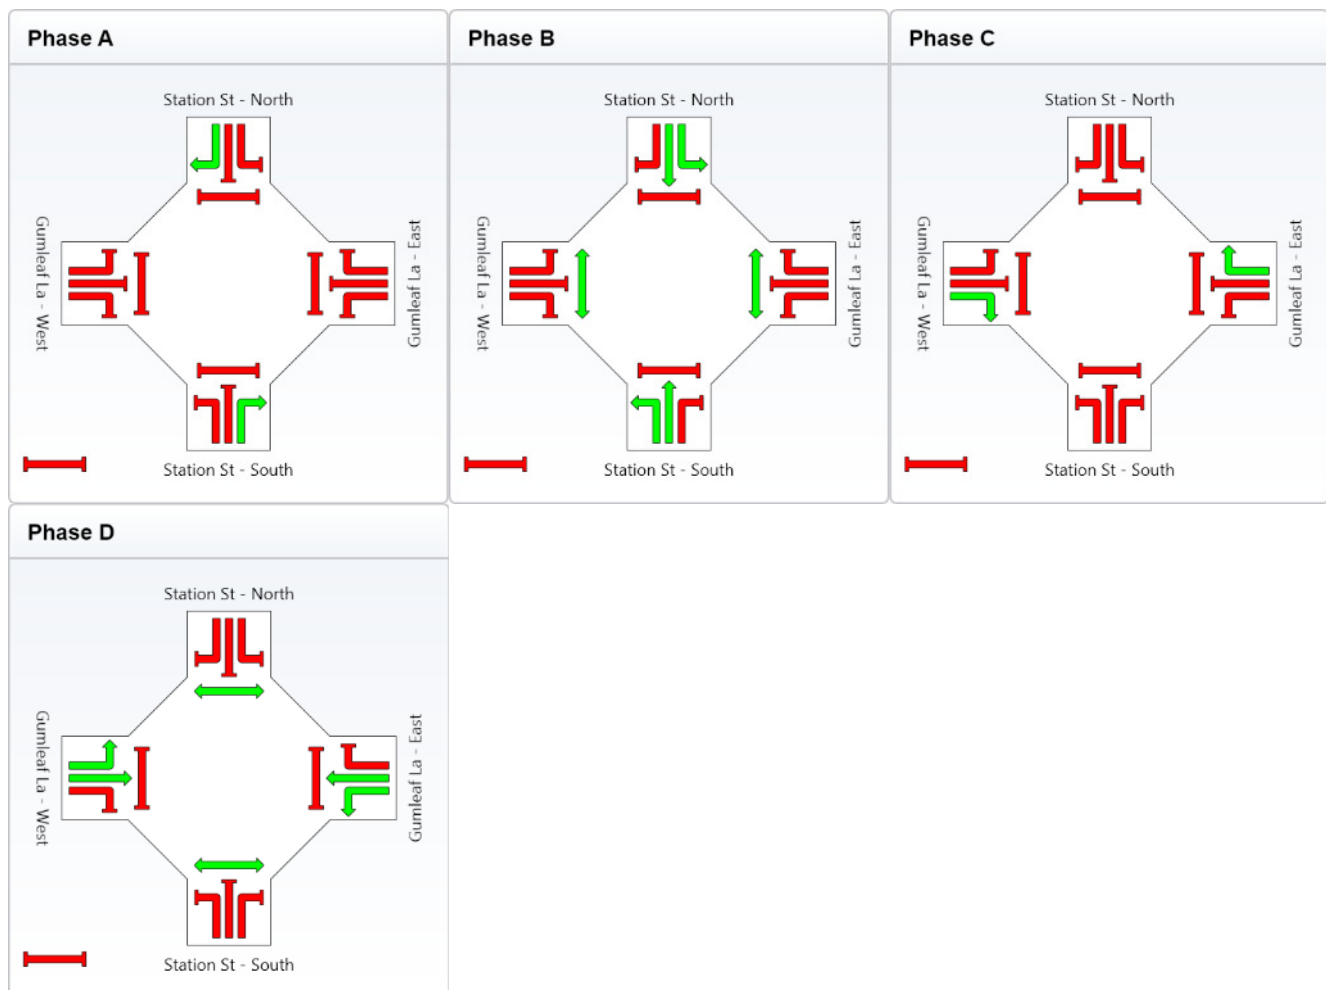 Phase A
Station St - North
Gumleaf La - West
Gumleaf La - East
Station St - South
Phase B
Station St - North
Gumleaf La - West
Gumleaf La - East
Station St - South
Phase C
Station St - North
Gumleaf La - West
Gumleaf La - East
Station St - South
Phase D
Station St - North
Gumleaf La - West
Gumleaf La - East
Station St - South